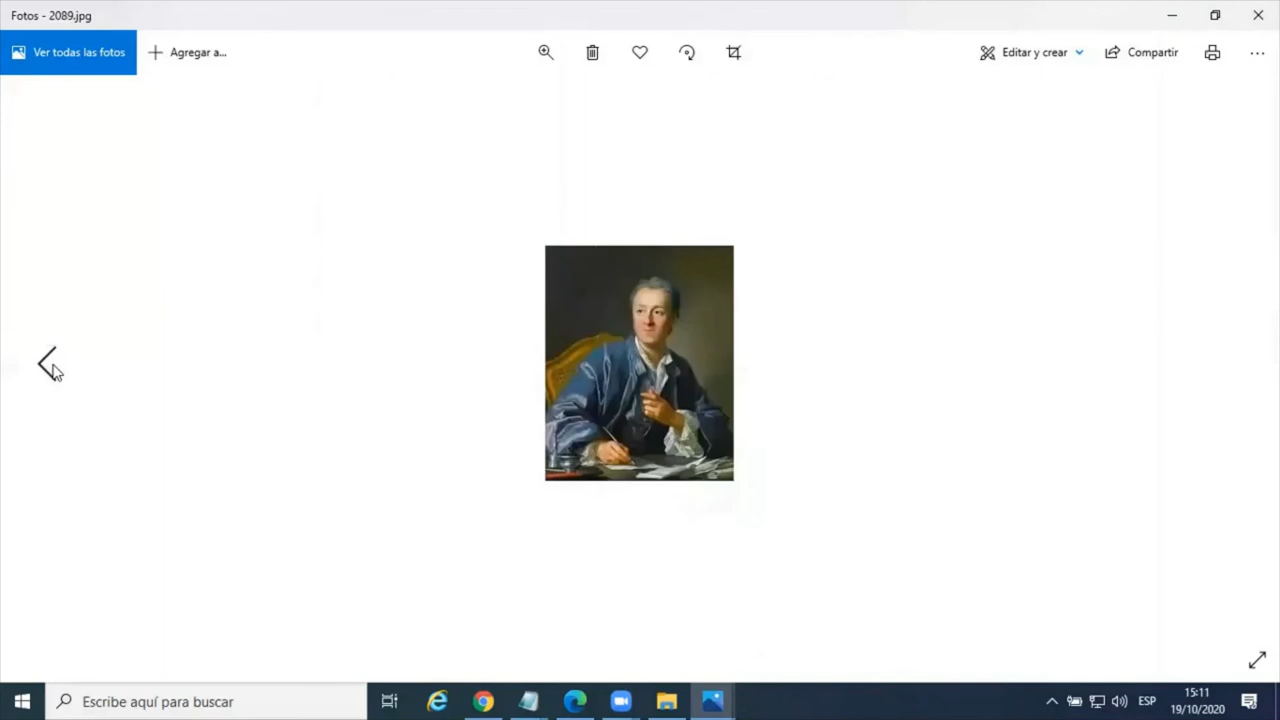 Fotos - 2089.jpg
Ver todas las fotos
Agregar a...
Editar y crear
Compartir
Escribe aquí para buscar
ESP
15:11
19/10/2020